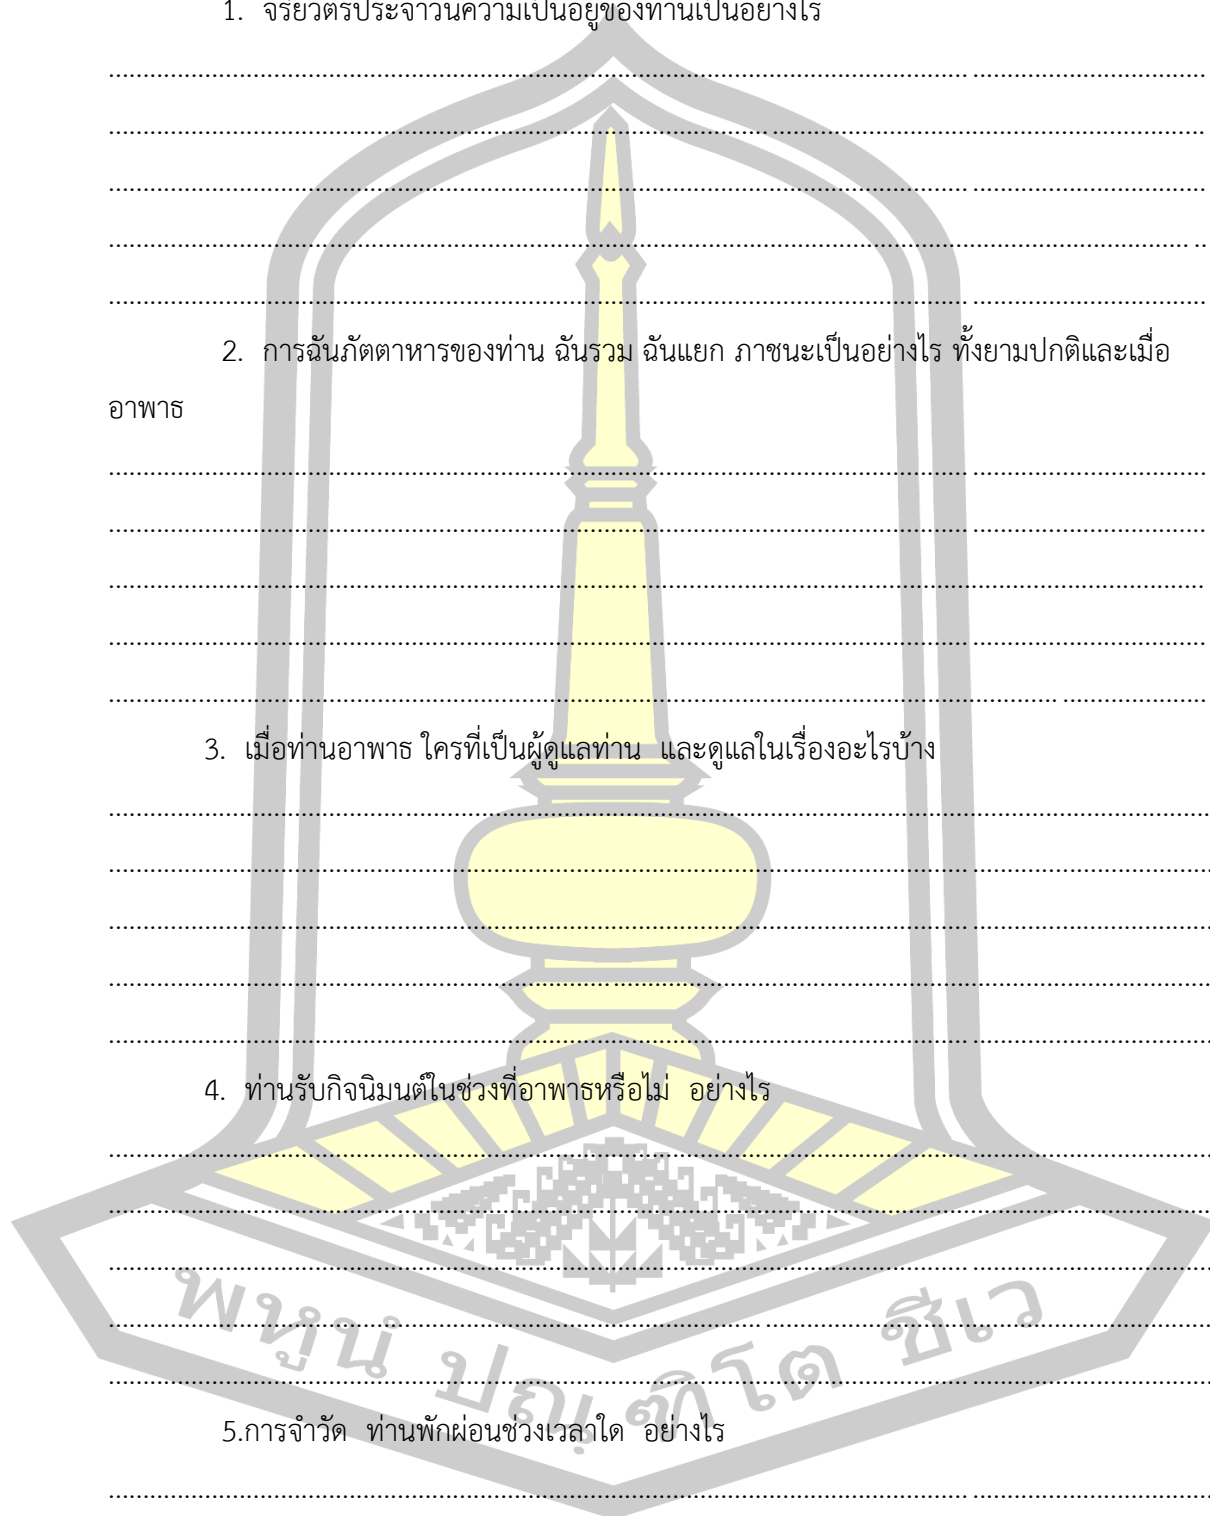 1. จริยวัตรประจำวันความเป็นอยู่ของท่านเป็นอย่างไร
2. การฉันภัตตาหารของท่าน ฉันรวม ฉันแยก ภาชนะเป็นอย่างไร ทั้งยามปกติและเมื่อ
อาพาธ
3. เมื่อท่านอาพาธ ใครที่เป็นผู้ดูแลท่าน และดูแลในเรื่องอะไรบ้าง
4. ท่านรับกิจนิมนต์ในช่วงที่อาพาธหรือไม่ อย่างไร
พหูนํ ปณฺฑิโต ชีเว
5.การจำวัด ท่านพักผ่อนช่วงเวลาใด อย่างไร